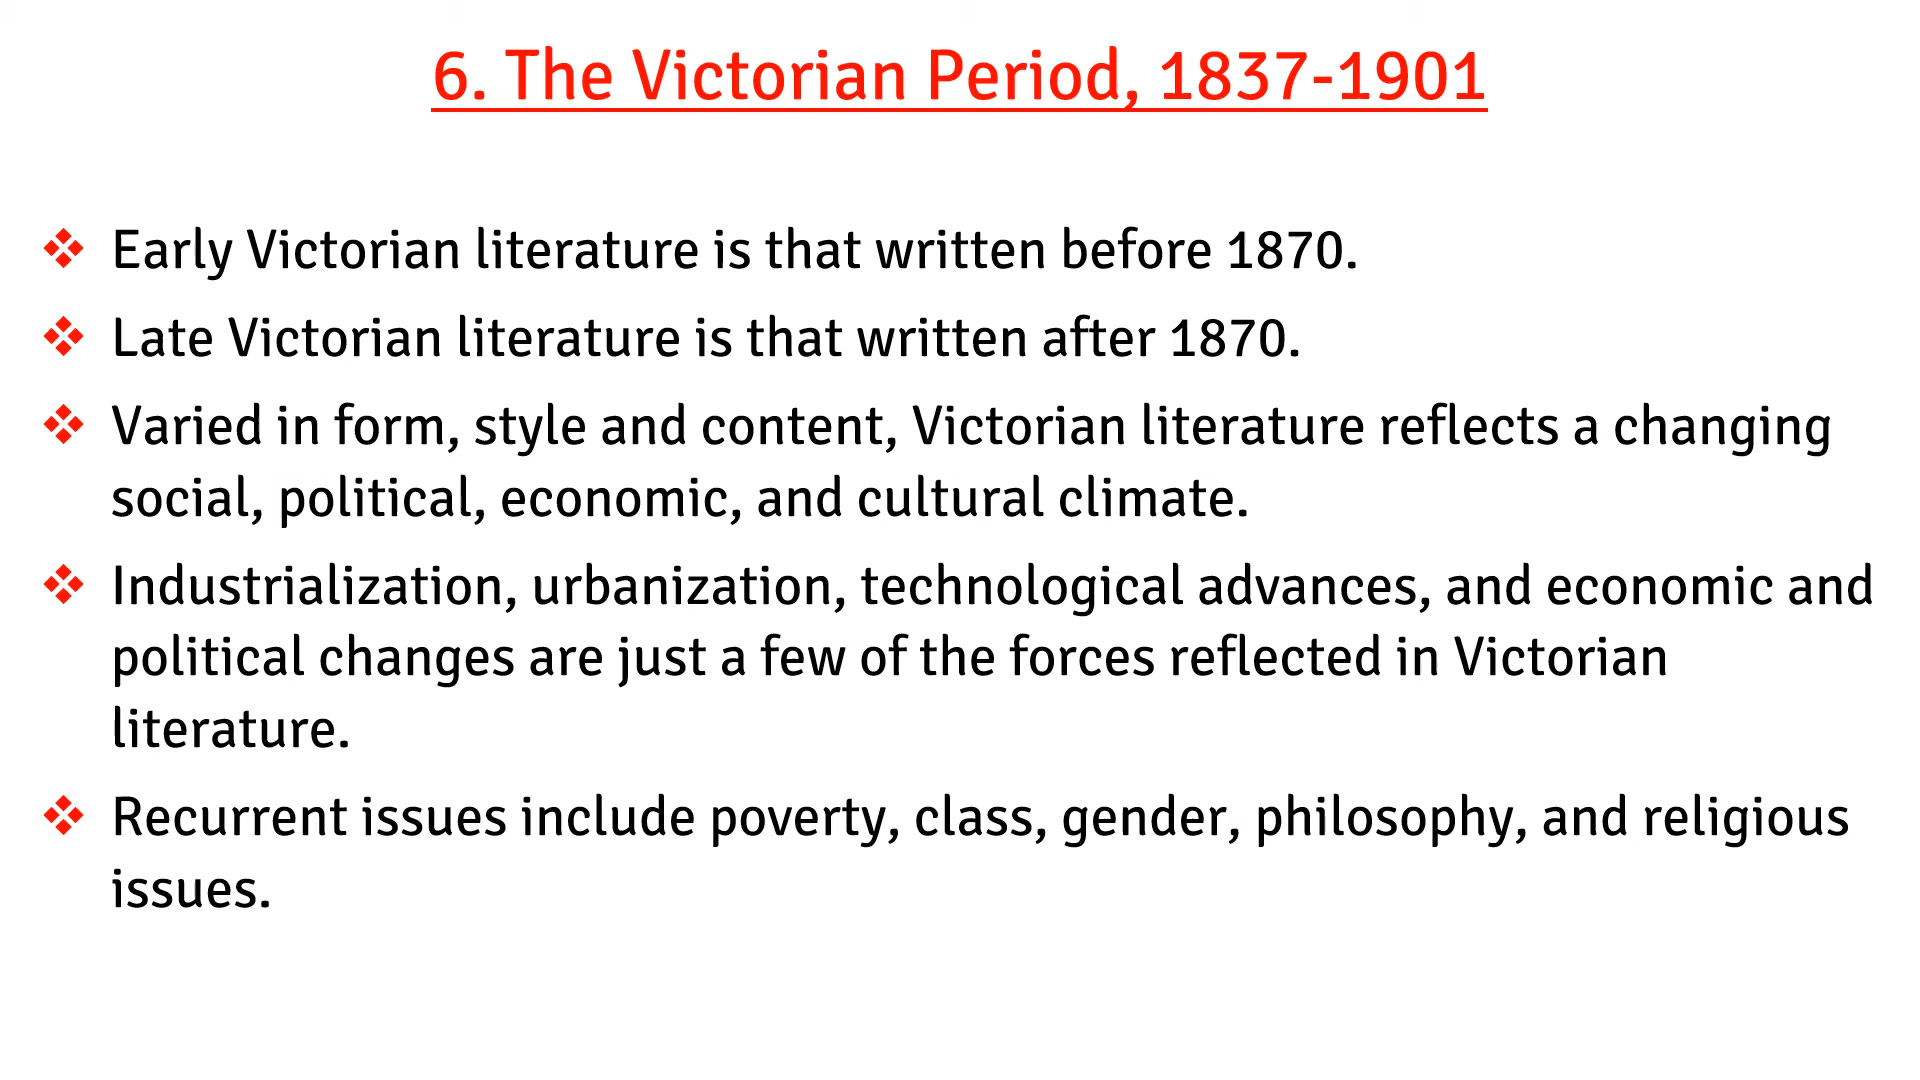 6. The Victorian Period, 1837-1901
❖ Early Victorian literature is that written before 1870.
❖ Late Victorian literature is that written after 1870.
❖ Varied in form, style and content, Victorian literature reflects a changing
social, political, economic, and cultural climate.
❖ Industrialization, urbanization, technological advances, and economic and
political changes are just a few of the forces reflected in Victorian
literature.
❖ Recurrent issues include poverty, class, gender, philosophy, and religious
issues.